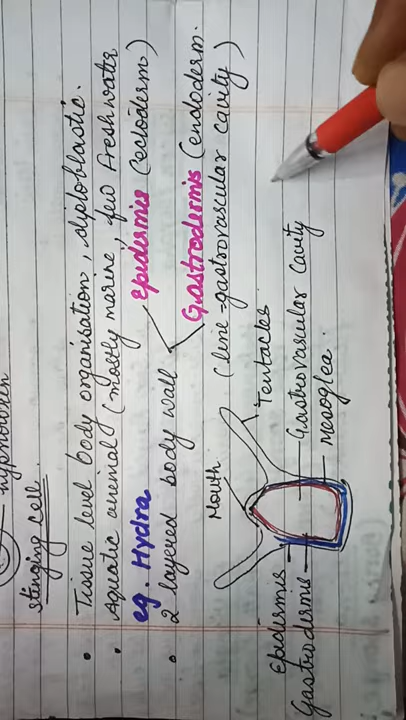 stinging cell.
• Tissue level body organisation, diploblastic.
• Aquatic animal (mostly marine, few freshwater
eg. Hydra
• 2 layered body wall
Epidermis (ectoderm)
Gastrodermis (endoderm.
(line - gastrovascular cavity)
Mouth
Tentacles
Epidermis
Gastrodermis
Gastrovascular cavity
Mesoglea.